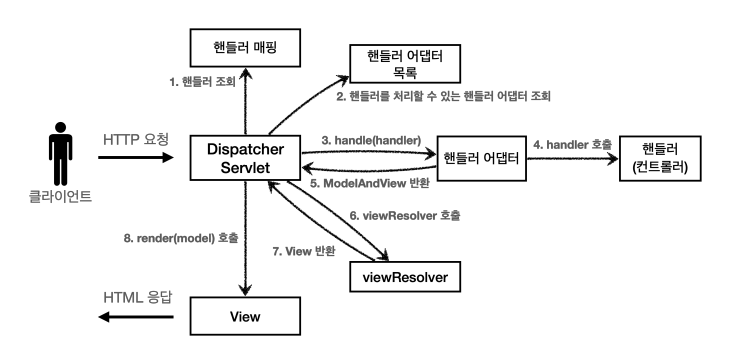 핸들러 매핑
핸들러 어댑터
목록
1. 핸들러 조회
2. 핸들러를 처리할 수 있는 핸들러 어댑터 조회
HTTP 요청
Dispatcher
Servlet
3. handle(handler)
핸들러 어댑터
4. handler 호출
핸들러
(컨트롤러)
5. ModelAndView 반환
클라이언트
6. viewResolver 호출
8. render(model) 호출
7. View 반환
viewResolver
HTML 응답
View